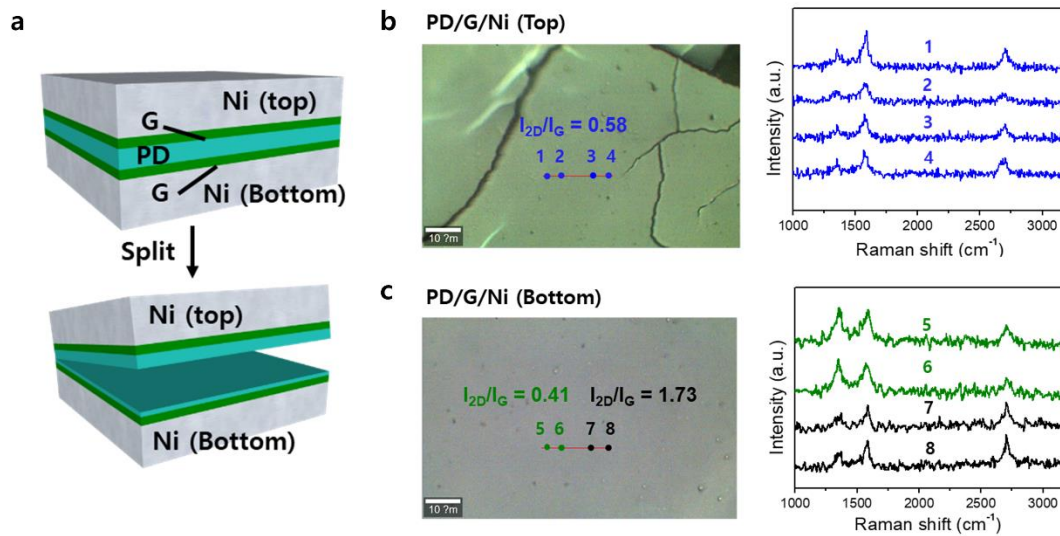 a
Ni (top)
G
PD
G
Ni (Bottom)
Split
Ni (top)
Ni (Bottom)
b
PD/G/Ni (Top)
I2D/IG = 0.58
1 2 3 4
10 ?m
Intensity (a.u.)
1
2
3
4
1000 1500 2000 2500 3000
Raman shift (cm-1)
c
PD/G/Ni (Bottom)
I2D/IG = 0.41 I2D/IG = 1.73
5 6 7 8
10 ?m
Intensity (a.u.)
5
6
7
8
1000 1500 2000 2500 3000
Raman shift (cm-1)